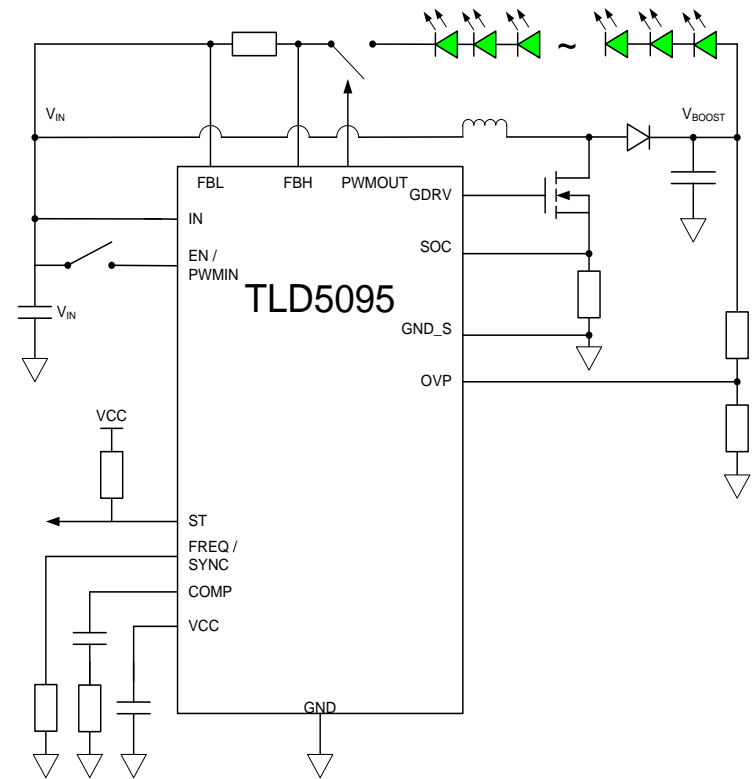 V_IN
V_BOOST
FBL
FBH
PWMOUT
GDRV
IN
SOC
EN /
PWMIN
TLD5095
V_IN
GND_S
OVP
VCC
ST
FREQ /
SYNC
COMP
VCC
GND
~